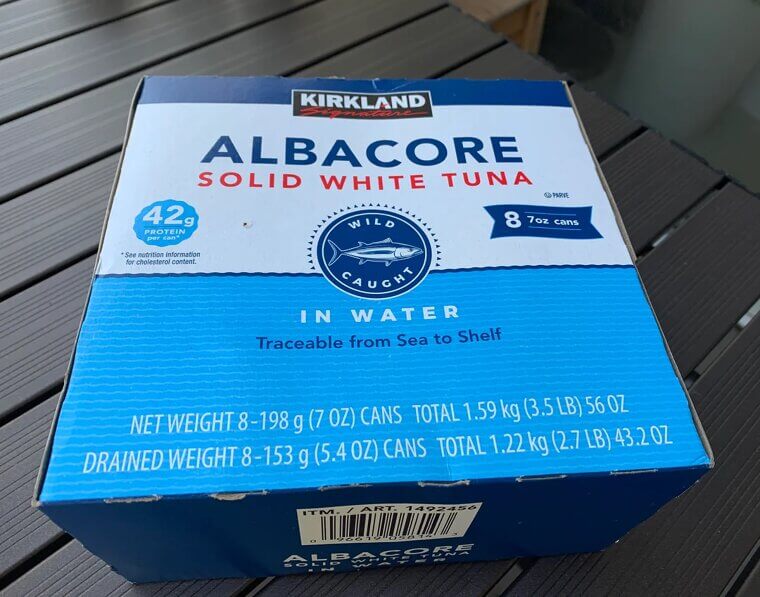 KIRKLAND
Signature
ALBACORE
SOLID WHITE TUNA
Ⓤ PARVE
42g
PROTEIN
per can*
*See nutrition information
for cholesterol content.
8 7oz cans
WILD
CAUGHT
IN WATER
Traceable from Sea to Shelf
NET WEIGHT 8-198 g (7 OZ) CANS TOTAL 1.59 kg (3.5 LB) 56 OZ
DRAINED WEIGHT 8-153 g (5.4 OZ) CANS TOTAL 1.22 kg (2.7 LB) 43.2 OZ
ITM. / ART. 1492456
ALBACORE
SOLID WHITE TUNA
IN WATER